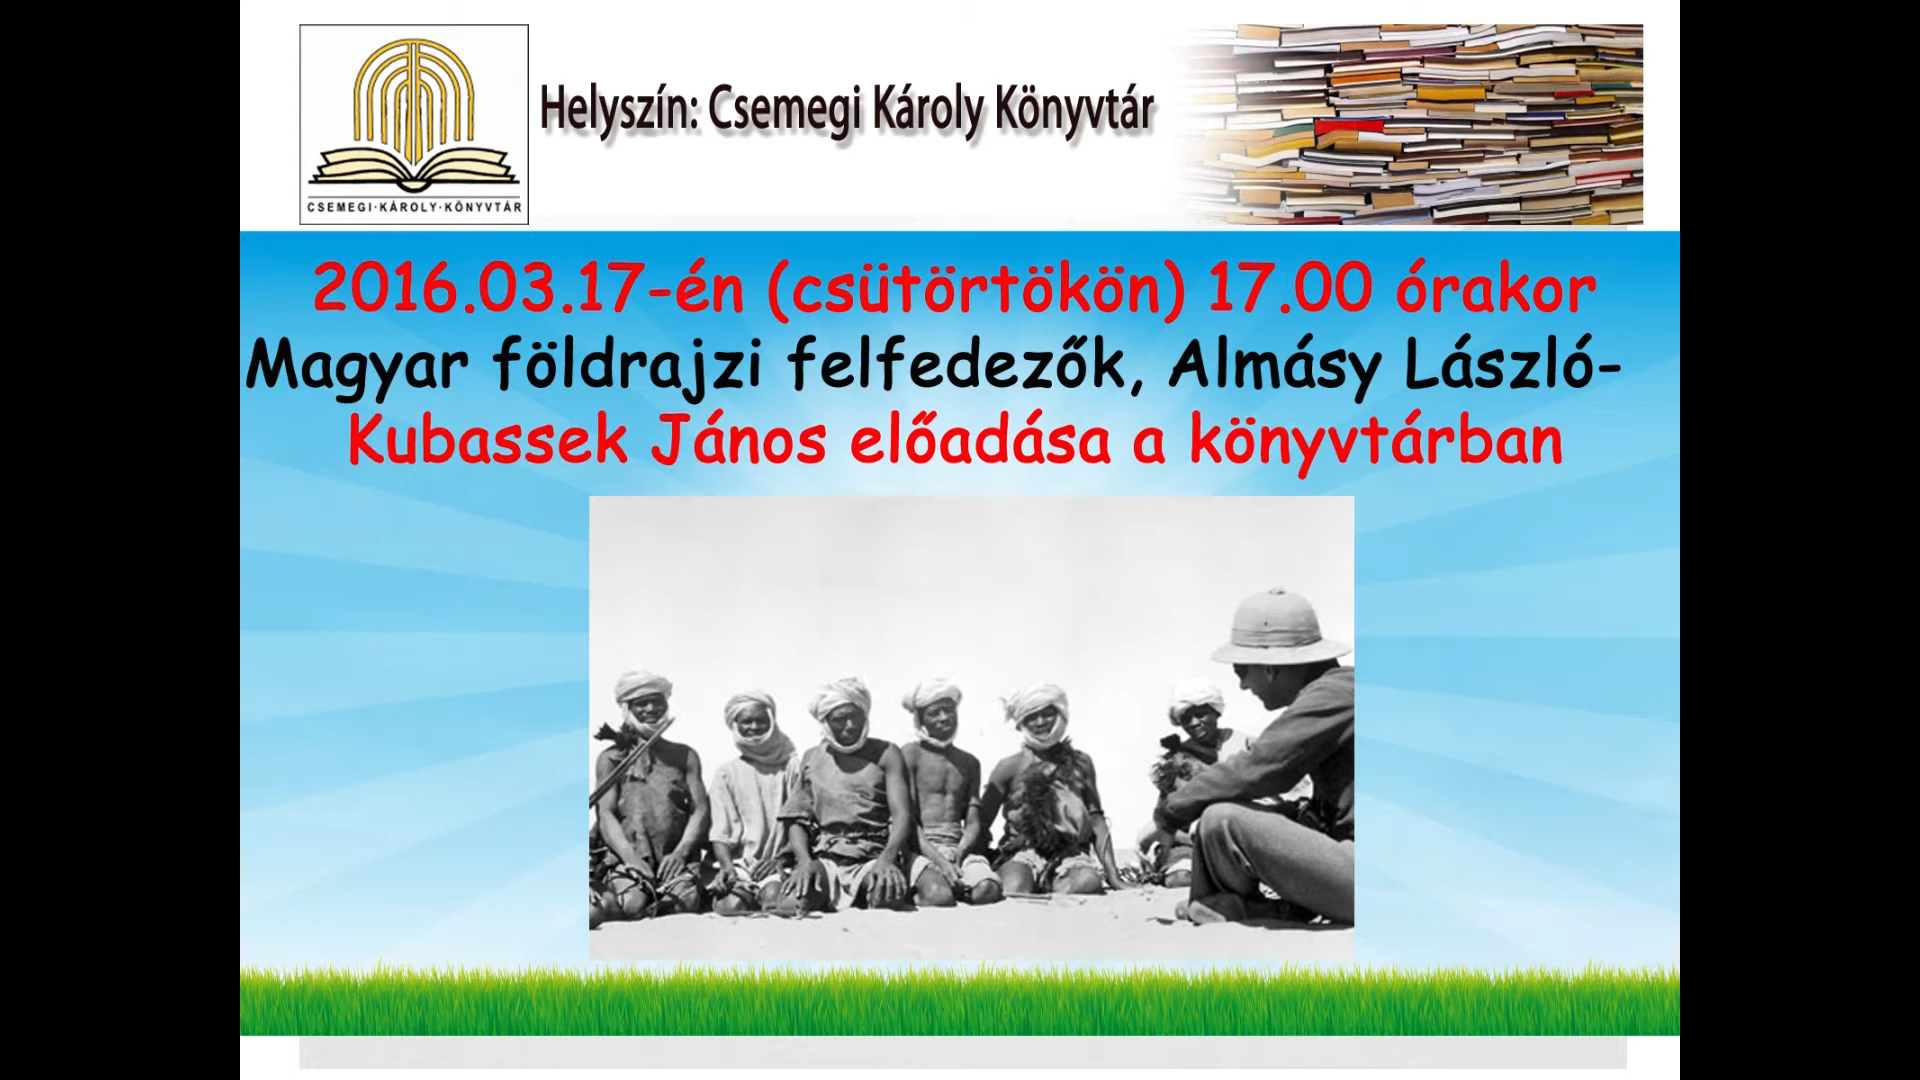 Helyszín: Csemegi Károly Könyvtár
CSEMEGI·KÁROLY·KÖNYVTÁR
2016.03.17-én (csütörtökön) 17.00 órakor
Magyar földrajzi felfedezők, Almásy László-
Kubassek János előadása a könyvtárban